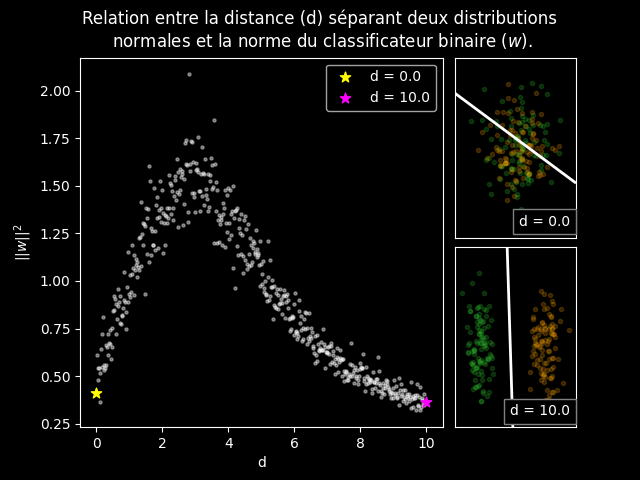 Relation entre la distance (d) séparant deux distributions
normales et la norme du classificateur binaire (w).
2.00
1.75
1.50
1.25
1.00
0.75
0.50
0.25
||w||²
0 2 4 6 8 10
d
d = 0.0
d = 10.0
d = 0.0
d = 10.0